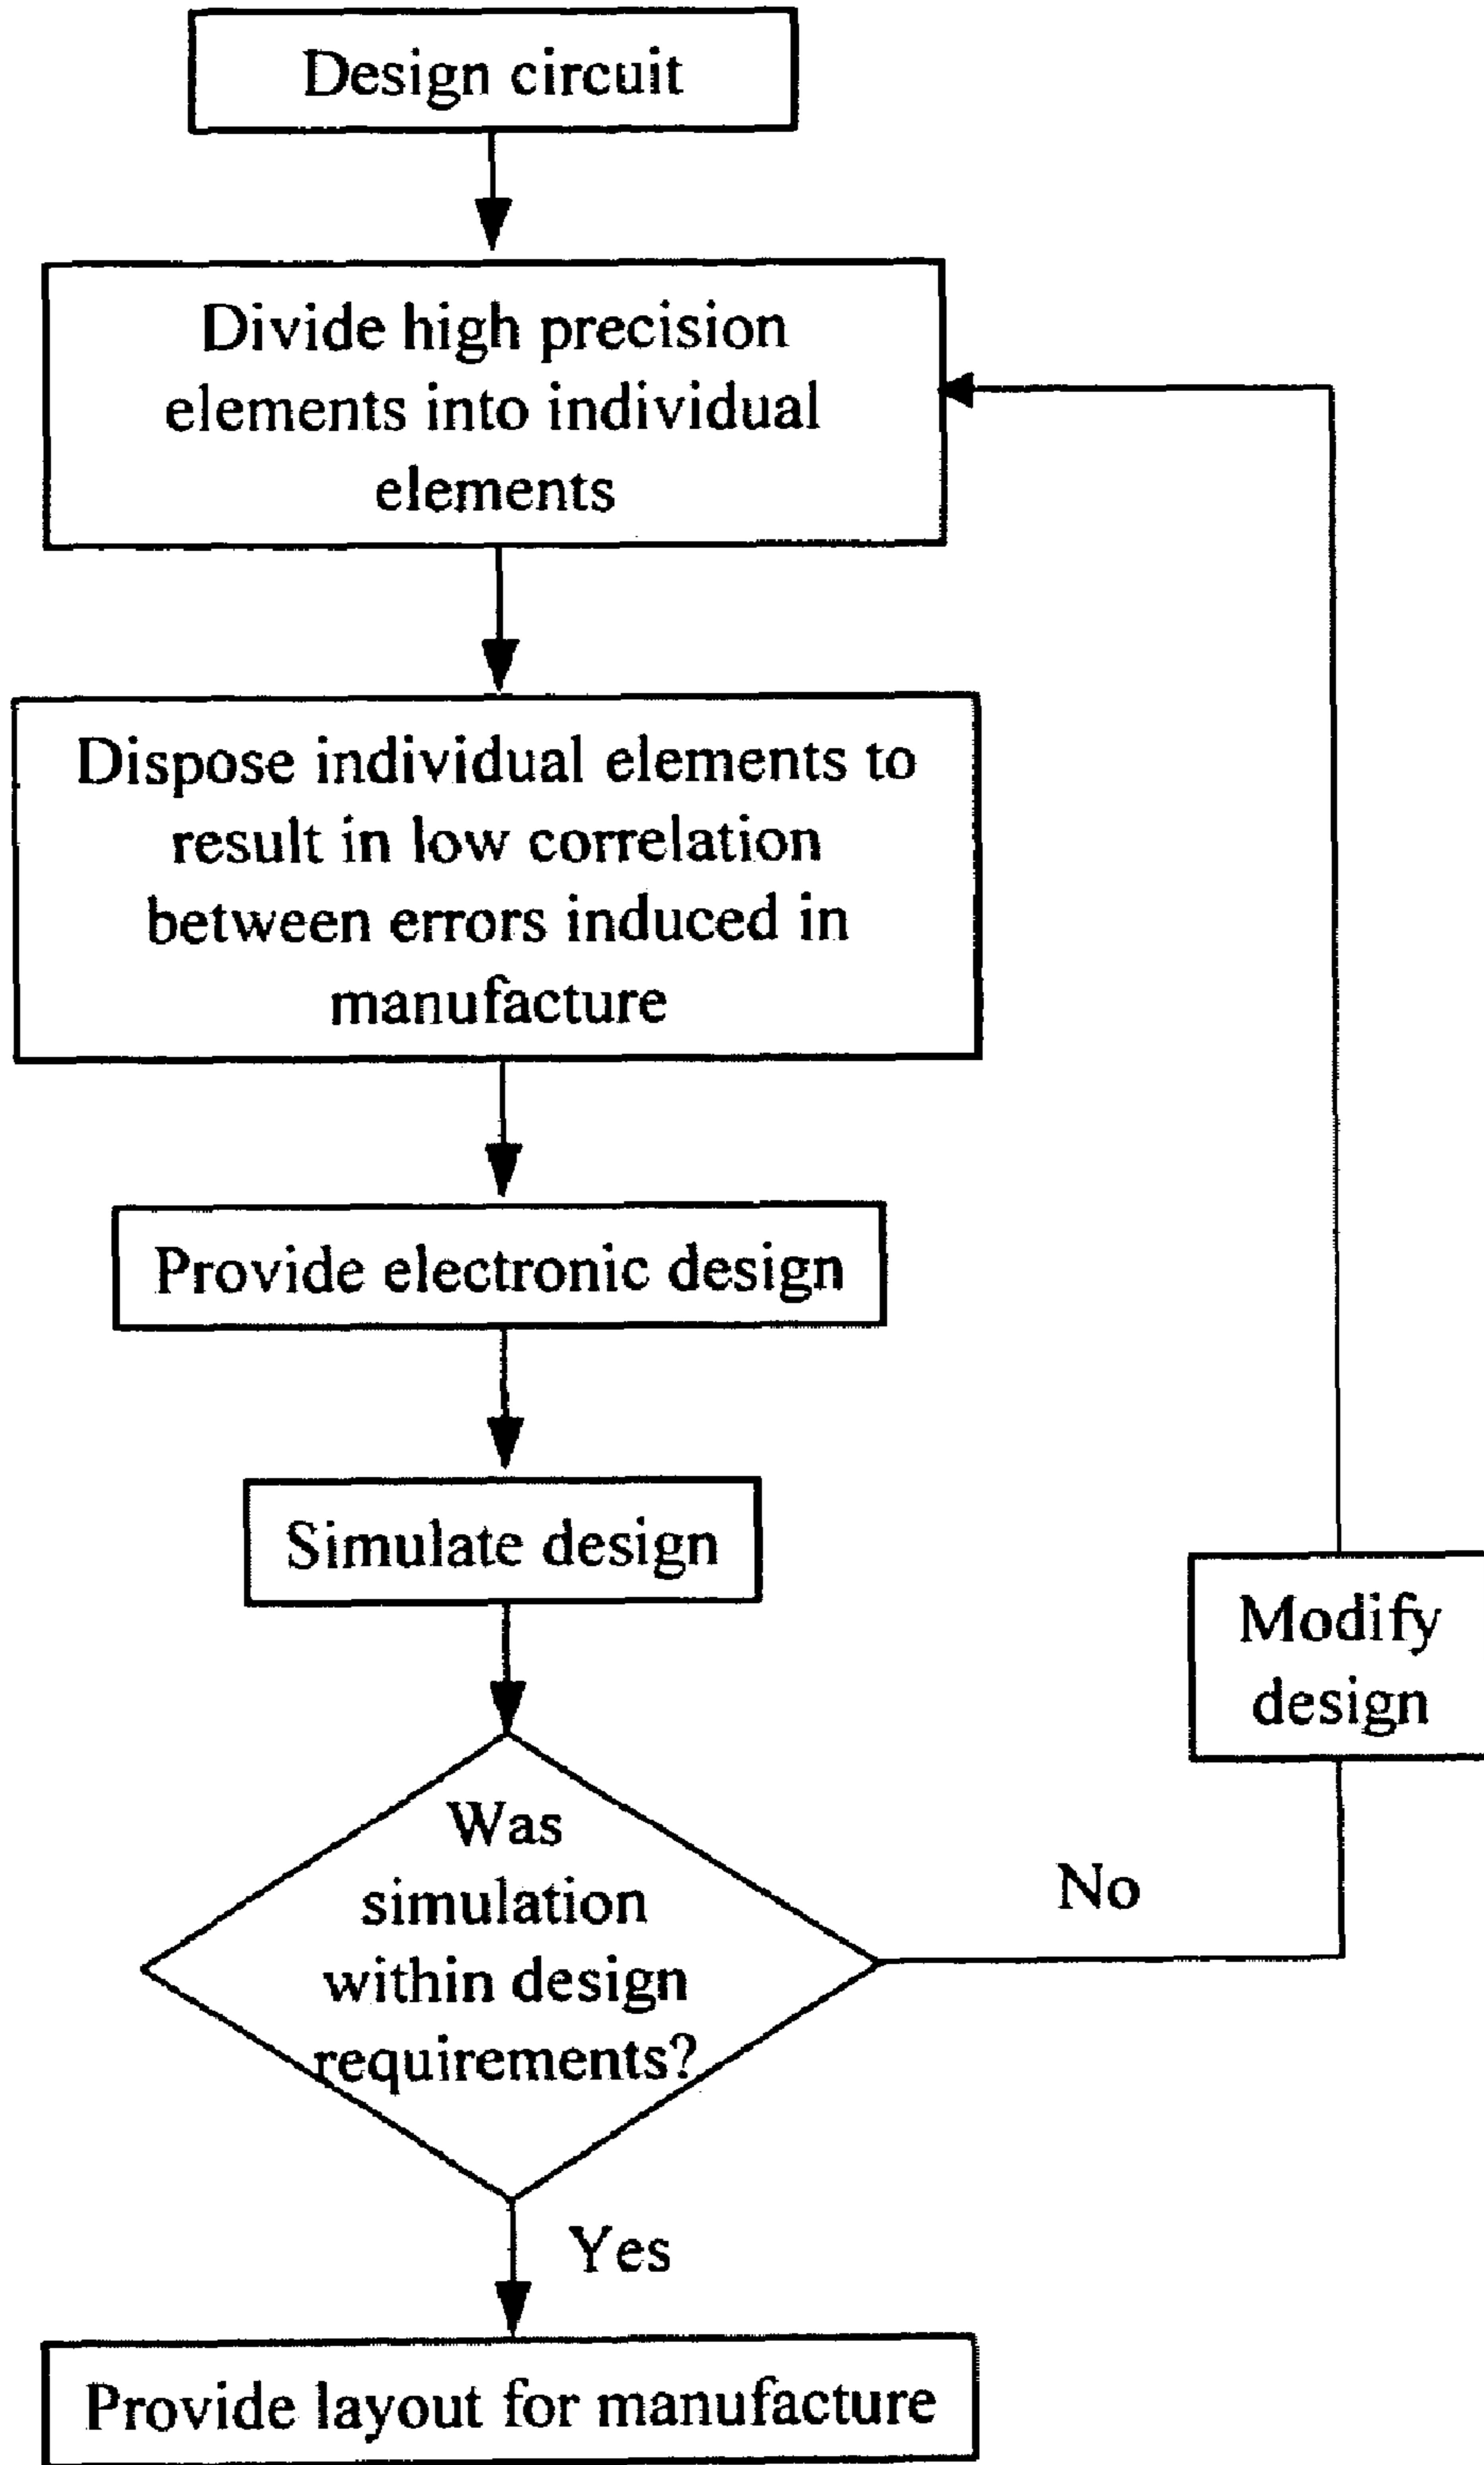 Design circuit
Divide high precision
elements into individual
elements
Dispose individual elements to
result in low correlation
between errors induced in
manufacture
Provide electronic design
Simulate design
Modify
design
Was
simulation
within design
requirements?
No
Yes
Provide layout for manufacture